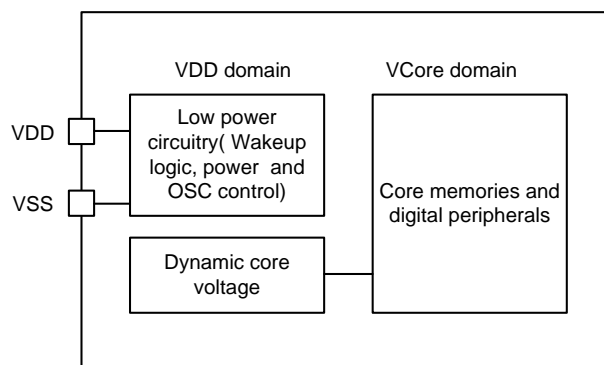 VDD domain
VCore domain
VDD
VSS
Low power
circuitry( Wakeup
logic, power and
OSC control)
Core memories and
digital peripherals
Dynamic core
voltage